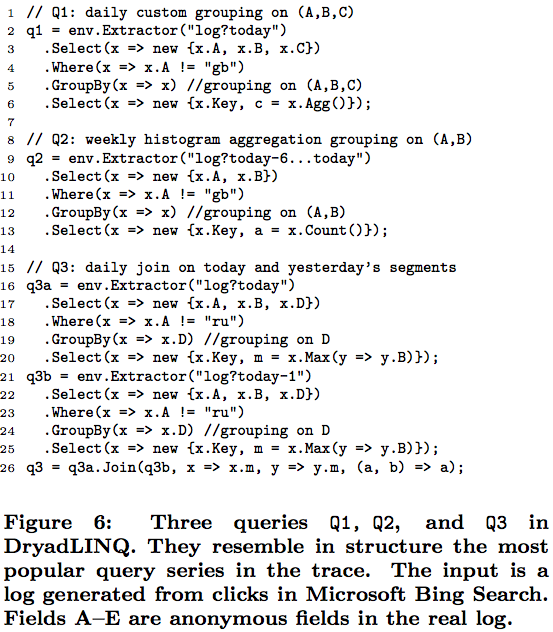 1 // Q1: daily custom grouping on (A,B,C)
2 q1 = env.Extractor("log?today")
3   .Select(x => new {x.A, x.B, x.C})
4   .Where(x => x.A != "gb")
5   .GroupBy(x => x) //grouping on (A,B,C)
6   .Select(x => new {x.Key, c = x.Agg()});
7
8 // Q2: weekly histogram aggregation grouping on (A,B)
9 q2 = env.Extractor("log?today-6...today")
10   .Select(x => new {x.A, x.B})
11   .Where(x => x.A != "gb")
12   .GroupBy(x => x) //grouping on (A,B)
13   .Select(x => new {x.Key, a = x.Count()});
14
15 // Q3: daily join on today and yesterday's segments
16 q3a = env.Extractor("log?today")
17   .Select(x => new {x.A, x.B, x.D})
18   .Where(x => x.A != "ru")
19   .GroupBy(x => x.D) //grouping on D
20   .Select(x => new {x.Key, m = x.Max(y => y.B)});
21 q3b = env.Extractor("log?today-1")
22   .Select(x => new {x.A, x.B, x.D})
23   .Where(x => x.A != "ru")
24   .GroupBy(x => x.D) //grouping on D
25   .Select(x => new {x.Key, m = x.Max(y => y.B)});
26 q3 = q3a.Join(q3b, x => x.m, y => y.m, (a, b) => a);
Figure 6: Three queries Q1, Q2, and Q3 in
DryadLINQ. They resemble in structure the most
popular query series in the trace. The input is a
log generated from clicks in Microsoft Bing Search.
Fields A–E are anonymous fields in the real log.